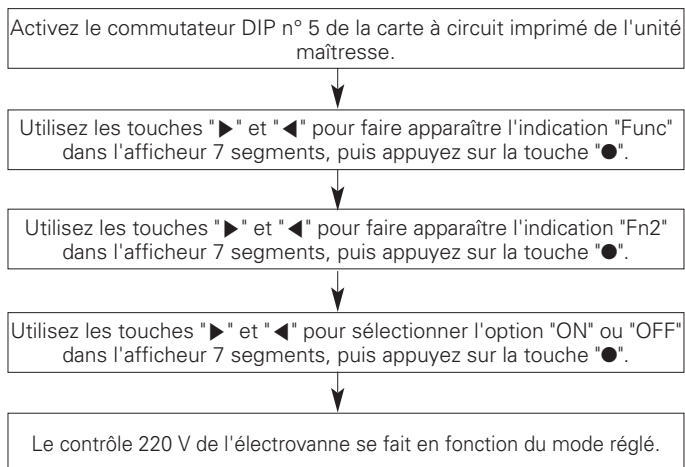 Activez le commutateur DIP n° 5 de la carte à circuit imprimé de l'unité
maîtresse.
Utilisez les touches "▶" et "◀" pour faire apparaître l'indication "Func"
dans l'afficheur 7 segments, puis appuyez sur la touche "●".
Utilisez les touches "▶" et "◀" pour faire apparaître l'indication "Fn2"
dans l'afficheur 7 segments, puis appuyez sur la touche "●".
Utilisez les touches "▶" et "◀" pour sélectionner l'option "ON" ou "OFF"
dans l'afficheur 7 segments, puis appuyez sur la touche "●".
Le contrôle 220 V de l'électrovanne se fait en fonction du mode réglé.